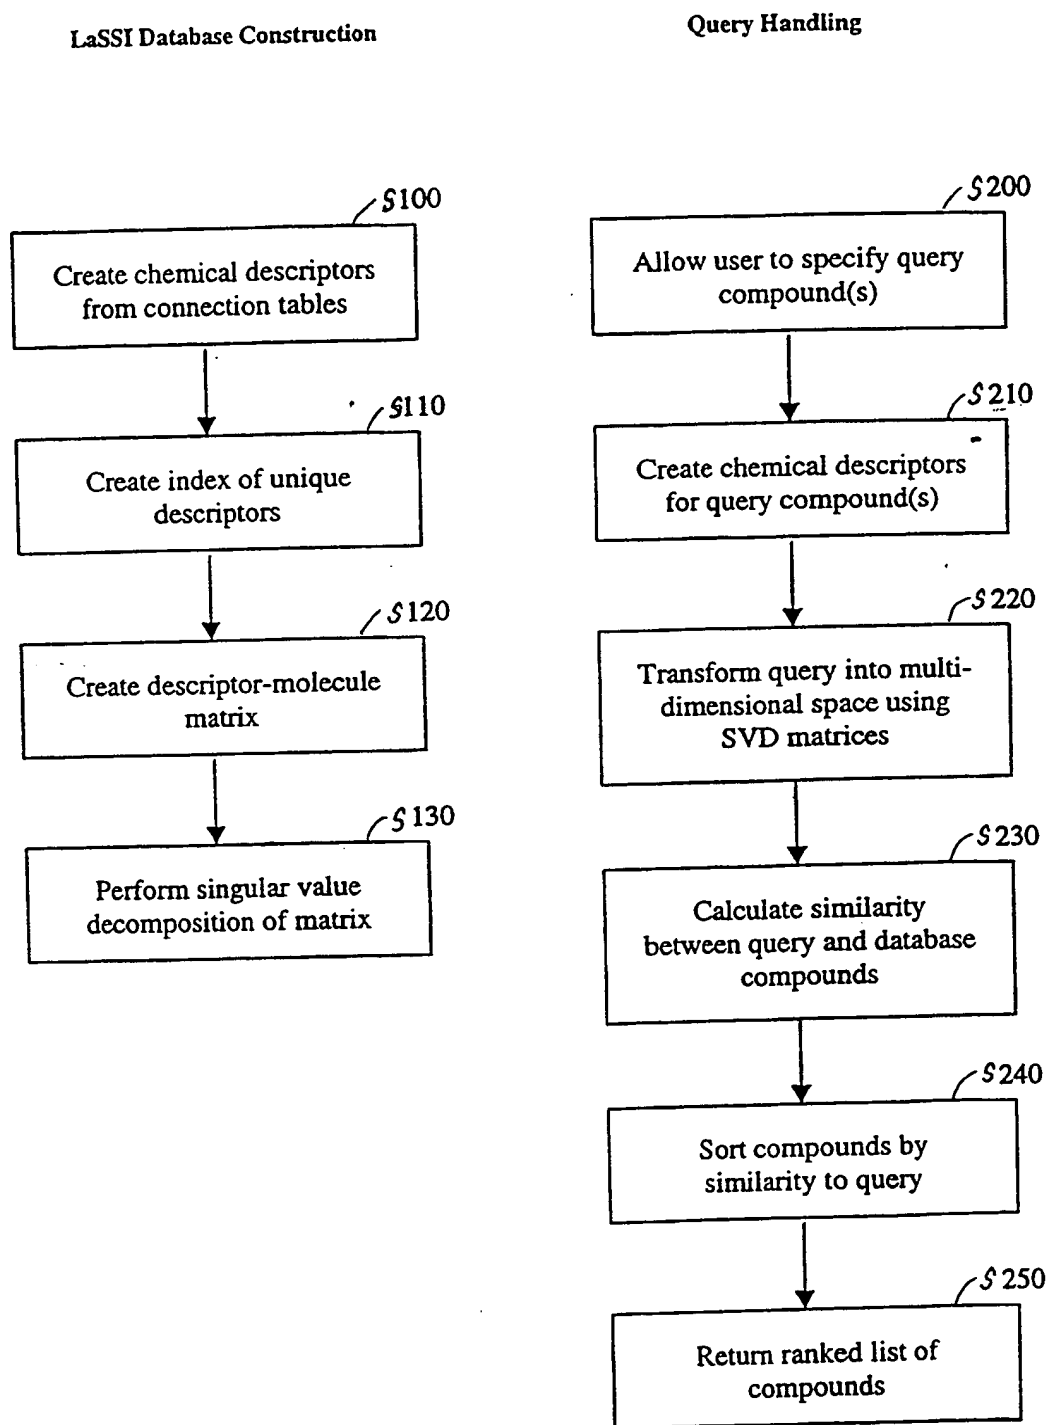 LaSSI Database Construction
S100
Create chemical descriptors
from connection tables
S110
Create index of unique
descriptors
S120
Create descriptor-molecule
matrix
S130
Perform singular value
decomposition of matrix
Query Handling
S200
Allow user to specify query
compound(s)
S210
Create chemical descriptors
for query compound(s)
S220
Transform query into multi-
dimensional space using
SVD matrices
S230
Calculate similarity
between query and database
compounds
S240
Sort compounds by
similarity to query
S250
Return ranked list of
compounds